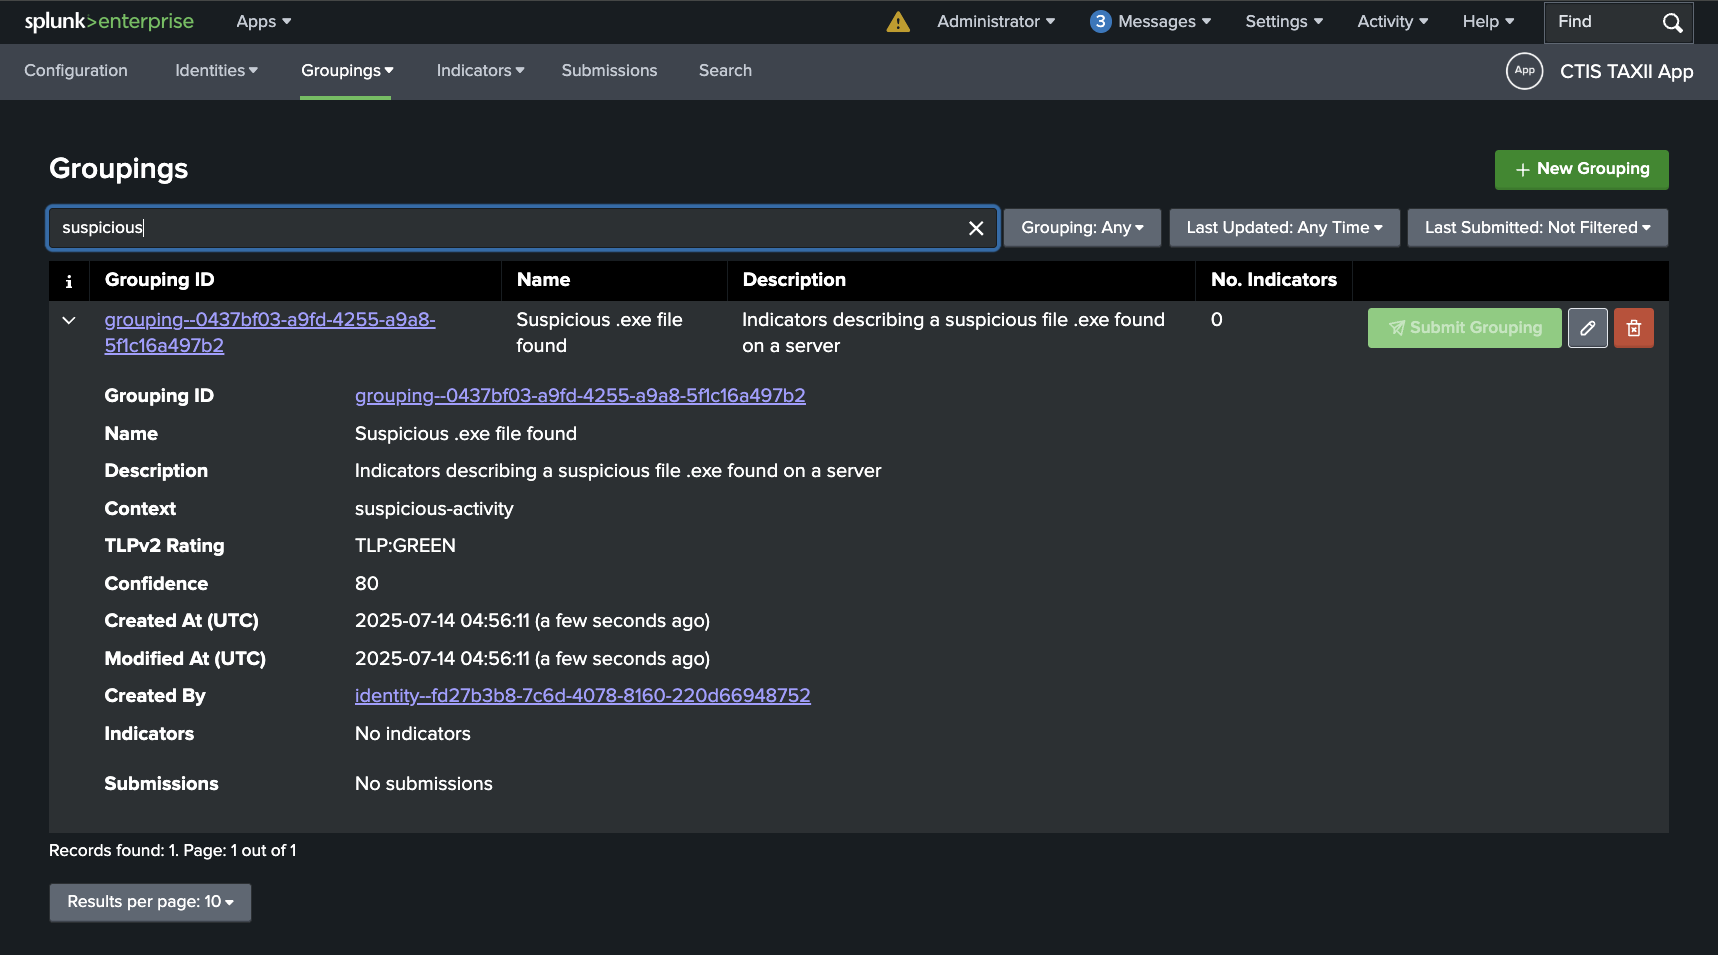 splunk>enterprise Apps Administrator 3 Messages Settings Activity Help Find
Configuration Identities Groupings Indicators Submissions Search App CTIS TAXII App
Groupings
+ New Grouping
suspicious
Grouping: Any
Last Updated: Any Time
Last Submitted: Not Filtered
i Grouping ID Name Description No. Indicators
grouping--0437bf03-a9fd-4255-a9a8-
5f1c16a497b2
Suspicious .exe file
found
Indicators describing a suspicious file .exe found
on a server
0
Submit Grouping
Grouping ID grouping--0437bf03-a9fd-4255-a9a8-5f1c16a497b2
Name Suspicious .exe file found
Description Indicators describing a suspicious file .exe found on a server
Context suspicious-activity
TLPv2 Rating TLP:GREEN
Confidence 80
Created At (UTC) 2025-07-14 04:56:11 (a few seconds ago)
Modified At (UTC) 2025-07-14 04:56:11 (a few seconds ago)
Created By identity--fd27b3b8-7c6d-4078-8160-220d66948752
Indicators No indicators
Submissions No submissions
Records found: 1. Page: 1 out of 1
Results per page: 10